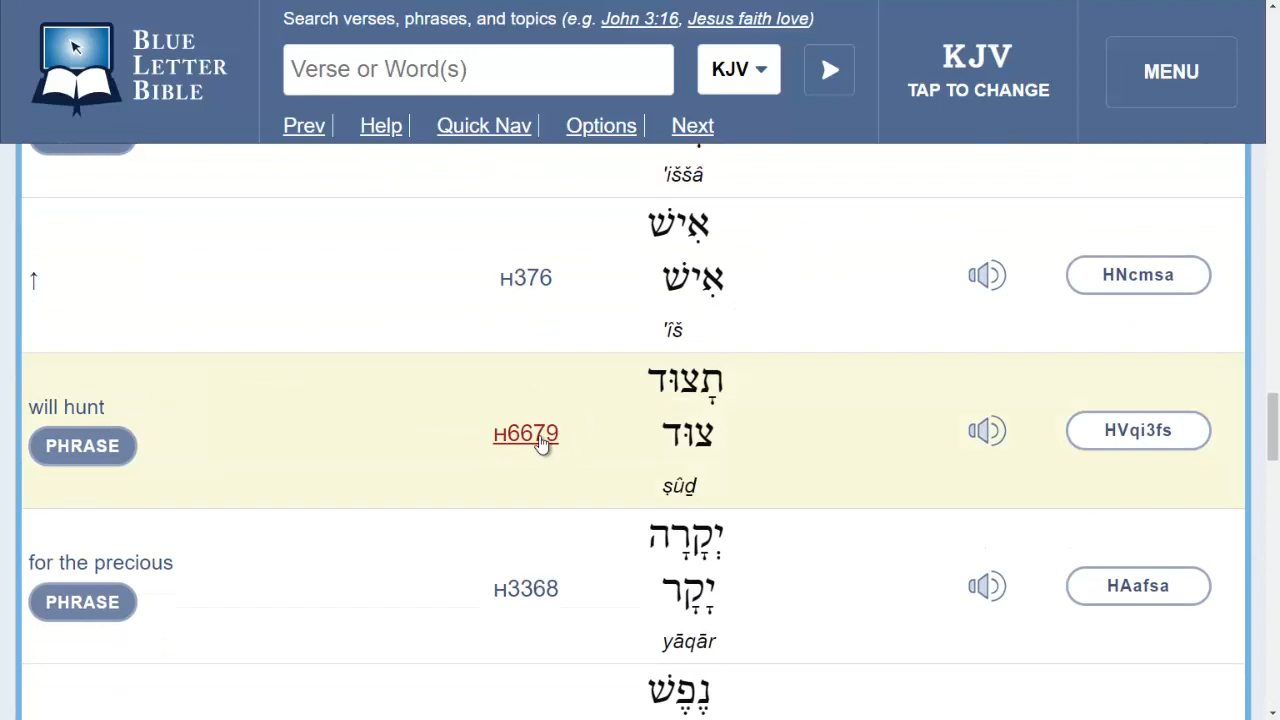 Search verses, phrases, and topics (e.g. John 3:16, Jesus faith love)
BLUE
LETTER
BIBLE
Verse or Word(s)
KJV
KJV
TAP TO CHANGE
MENU
Prev | Help | Quick Nav | Options | Next
'iššâ
אִישׁ
↑ H376 אִישׁ HNcmsa
'îš
תָצוּד
will hunt
PHRASE H6679 צוּד HVqi3fs
ṣûḏ
יְקָרָה
for the precious
PHRASE H3368 יָקָר HAafsa
yāqār
נֶפֶשׁ